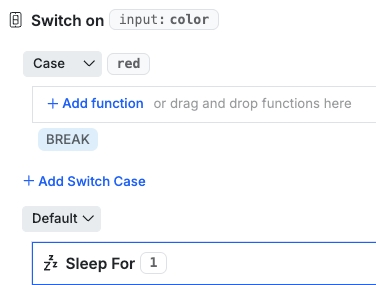 Switch on input: color
Case red
+ Add function or drag and drop functions here
BREAK
+ Add Switch Case
Default
Sleep For 1